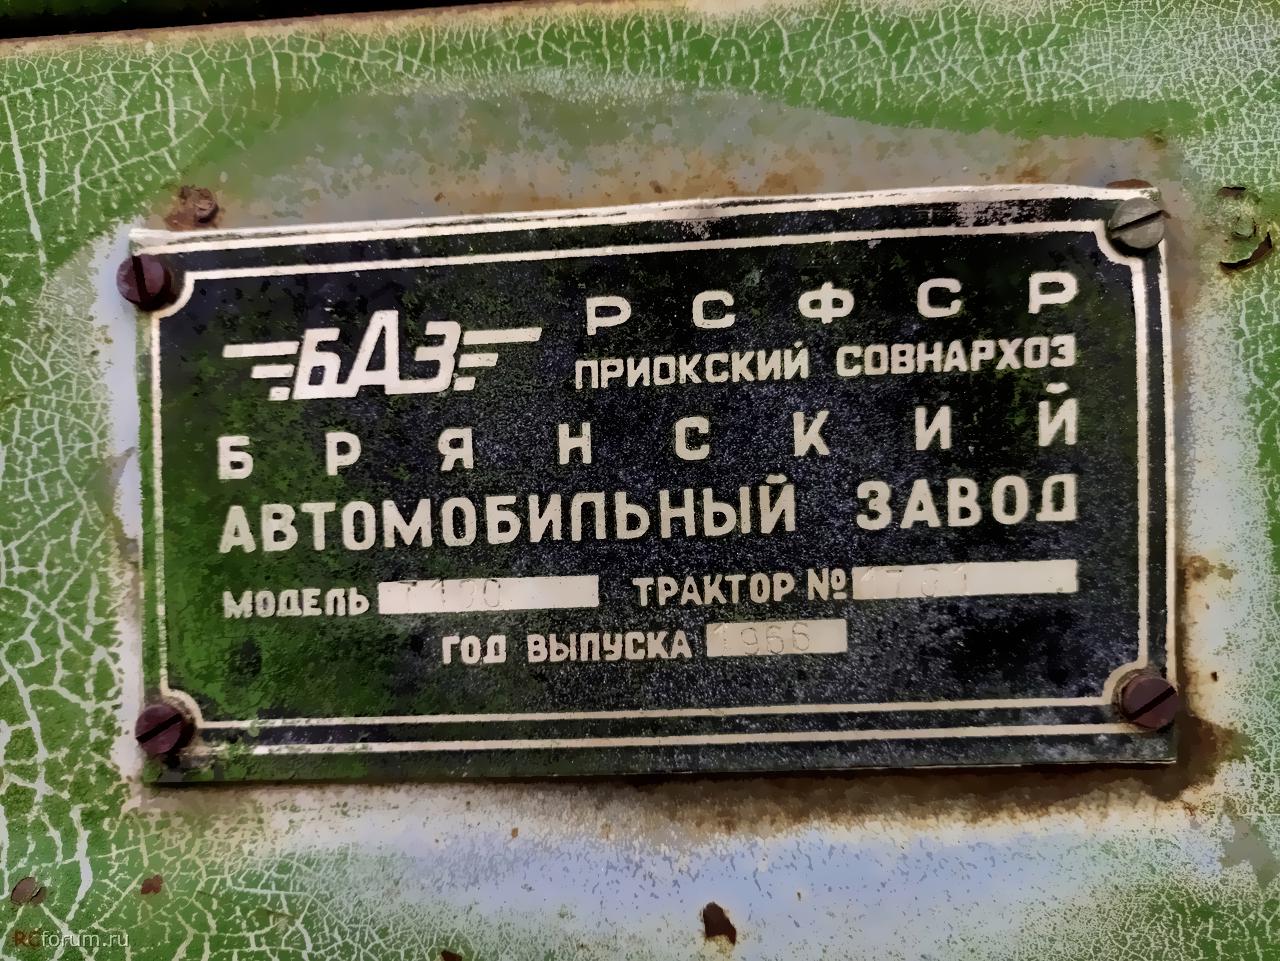 БАЗ
РСФСР
ПРИОКСКИЙ СОВНАРХОЗ
БРЯНСКИЙ
АВТОМОБИЛЬНЫЙ ЗАВОД
МОДЕЛЬ ТРАКТОР №
ГОД ВЫПУСКА 1966
RCforum.ru